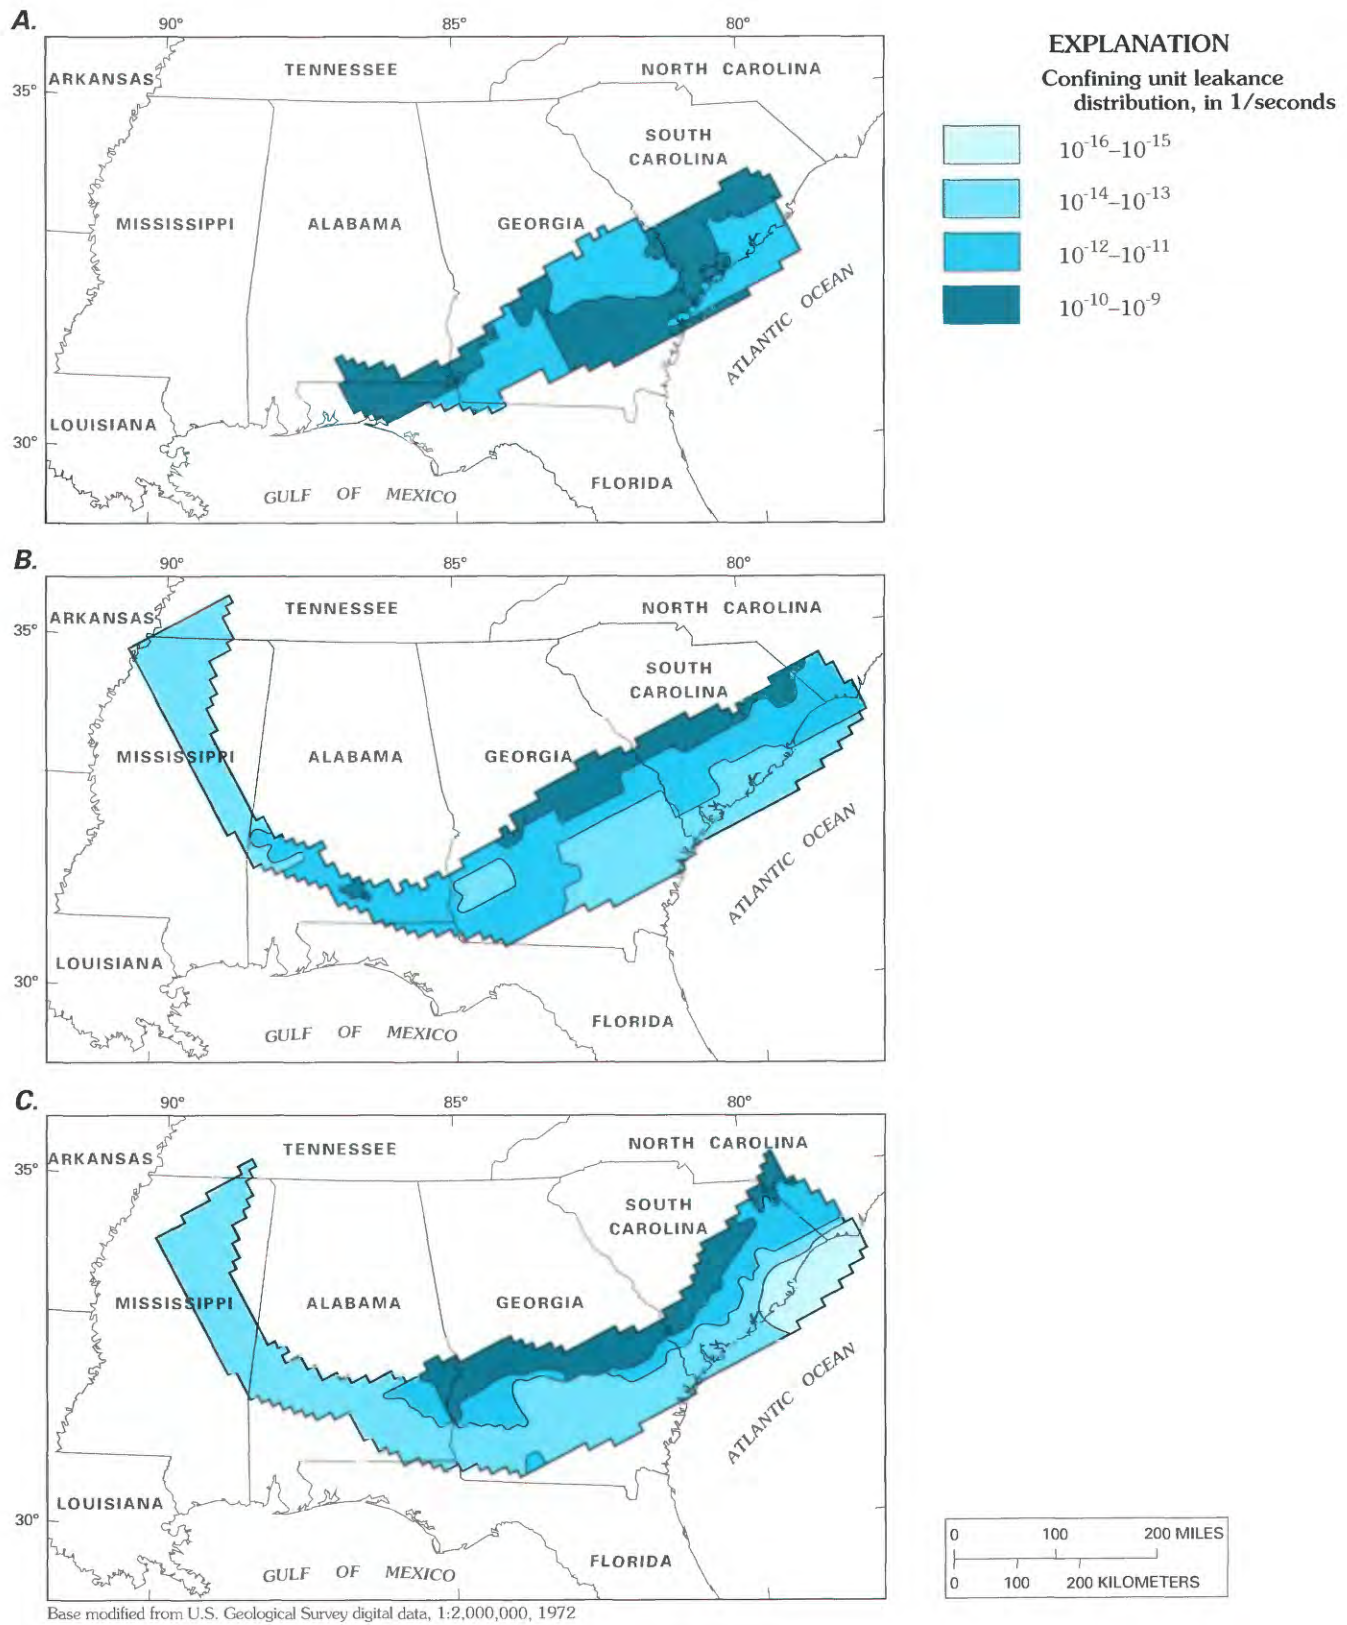 A.
90° 85° 80°
35°
30°
ARKANSAS
TENNESSEE
NORTH CAROLINA
SOUTH
CAROLINA
MISSISSIPPI
ALABAMA
GEORGIA
LOUISIANA
FLORIDA
GULF OF MEXICO
ATLANTIC OCEAN
EXPLANATION
Confining unit leakance
distribution, in 1/seconds
10⁻¹⁶–10⁻¹⁵
10⁻¹⁴–10⁻¹³
10⁻¹²–10⁻¹¹
10⁻¹⁰–10⁻⁹
B.
90° 85° 80°
35°
30°
ARKANSAS
TENNESSEE
NORTH CAROLINA
SOUTH
CAROLINA
MISSISSIPPI
ALABAMA
GEORGIA
LOUISIANA
FLORIDA
GULF OF MEXICO
ATLANTIC OCEAN
C.
90° 85° 80°
35°
30°
ARKANSAS
TENNESSEE
NORTH CAROLINA
SOUTH
CAROLINA
MISSISSIPPI
ALABAMA
GEORGIA
LOUISIANA
FLORIDA
GULF OF MEXICO
ATLANTIC OCEAN
0 100 200 MILES
0 100 200 KILOMETERS
Base modified from U.S. Geological Survey digital data, 1:2,000,000, 1972